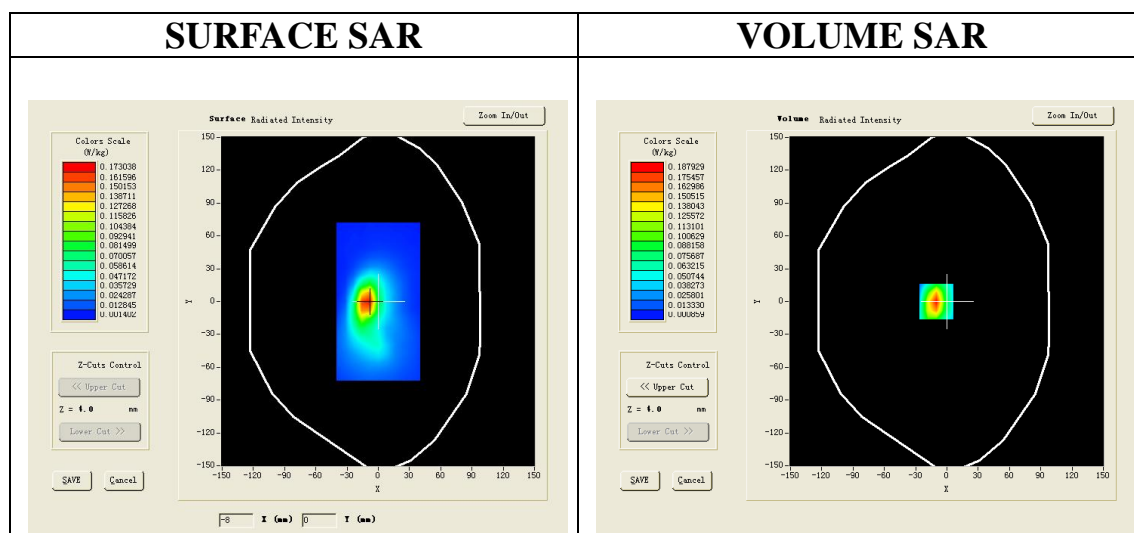 SURFACE SAR
VOLUME SAR
Surface Radiated Intensity
Zoom In/Out
Colors Scale
(W/kg)
0.173038
0.161596
0.150153
0.138711
0.127268
0.115826
0.104384
0.092941
0.081499
0.070057
0.058614
0.047172
0.035729
0.024287
0.012845
0.001402
150
120
90
60
30
0
-30
-60
-90
-120
-150
Y
-150 -120 -90 -60 -30 0 30 60 90 120 150
X
Z-Cuts Control
<< Upper Cut
Z = 4.0 mm
Lower Cut >>
SAVE Cancel
-8 X (mm) 0 Y (mm)
Volume Radiated Intensity
Zoom In/Out
Colors Scale
(W/kg)
0.187929
0.175457
0.162986
0.150515
0.138043
0.125572
0.113101
0.100629
0.088158
0.075687
0.063215
0.050744
0.038273
0.025801
0.013330
0.000859
150
120
90
60
30
0
-30
-60
-90
-120
-150
Y
-150 -120 -90 -60 -30 0 30 60 90 120 150
X
Z-Cuts Control
<< Upper Cut
Z = 4.0 mm
Lower Cut >>
SAVE Cancel